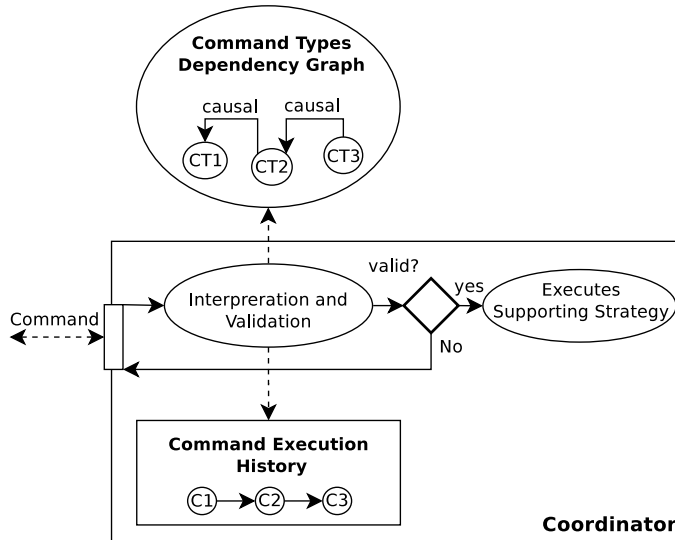 Command Types
Dependency Graph
causal
causal
CT1
CT2
CT3
valid?
yes
Executes
Supporting Strategy
Interpreration and
Validation
Command
No
Command Execution
History
C1
C2
C3
Coordinator